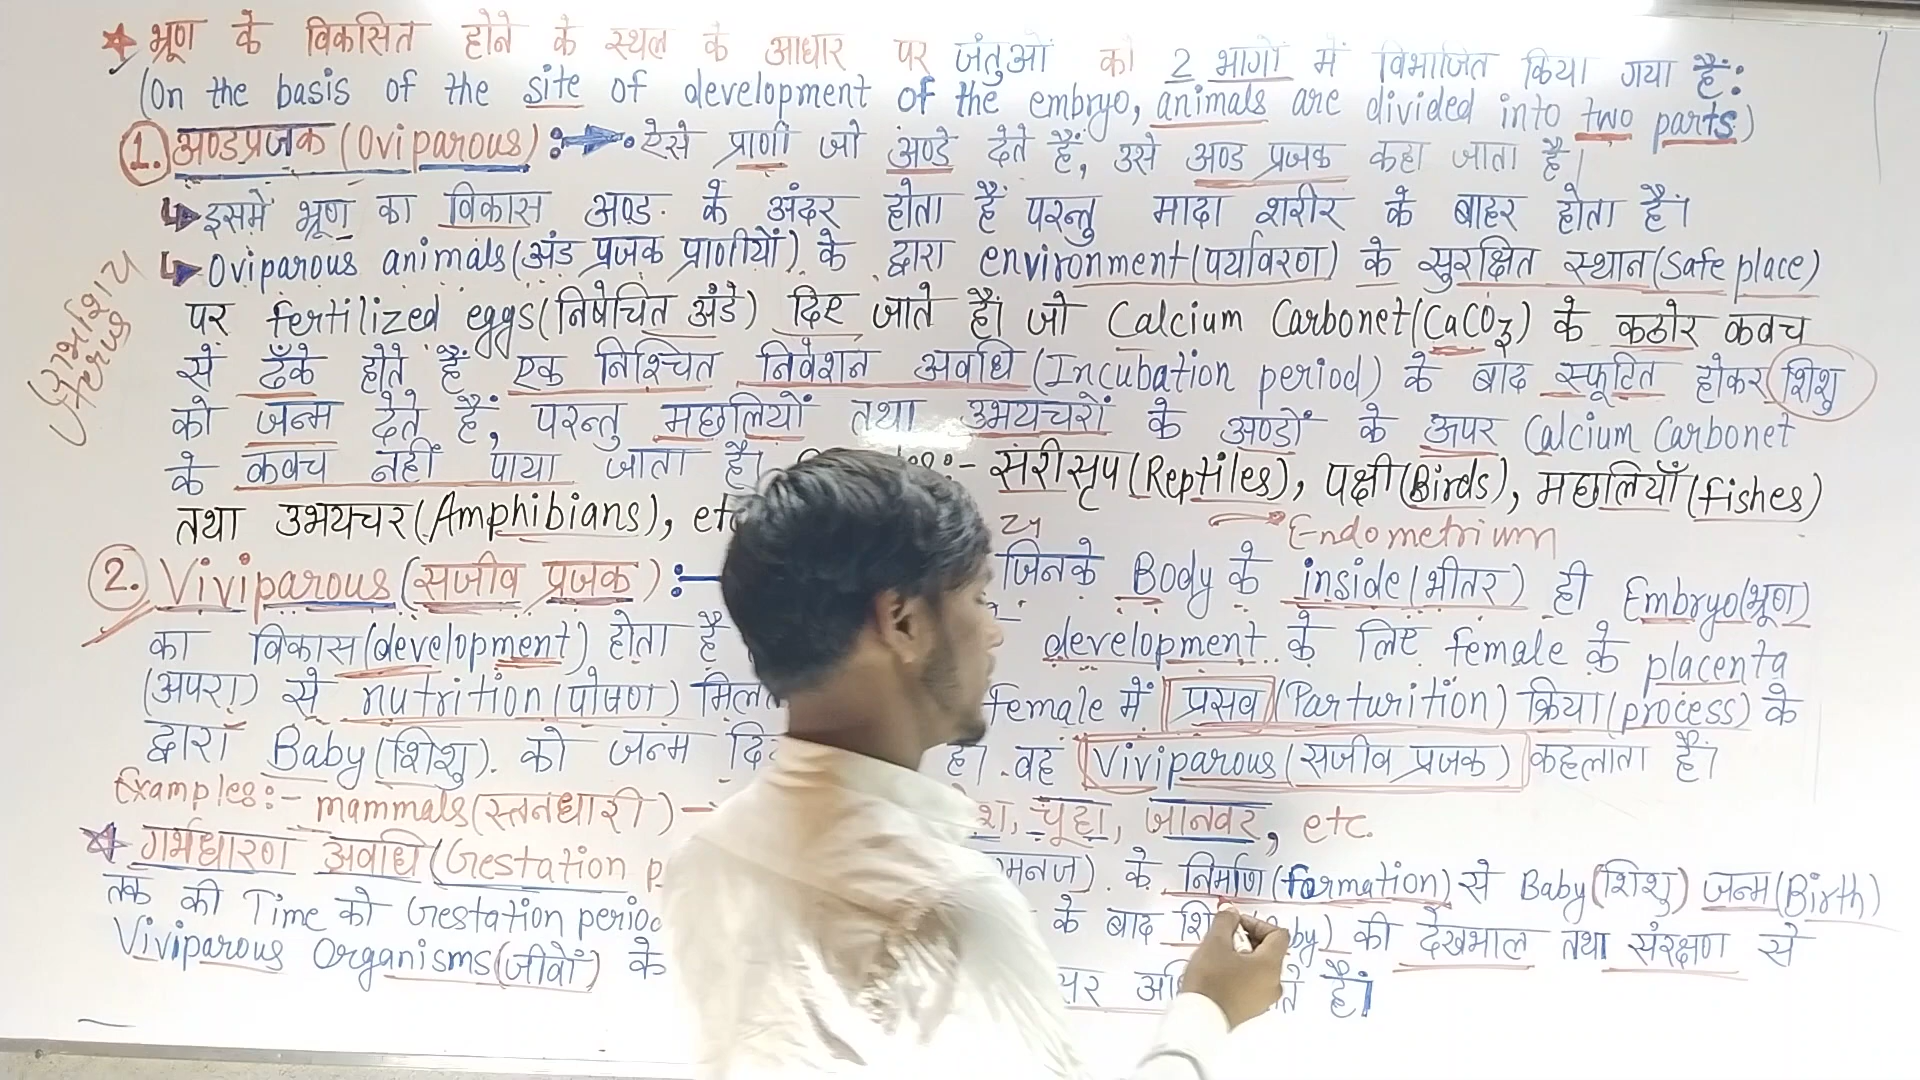 ★ भ्रूण के विकसित होने के स्थल के आधार पर जंतुओं को 2 भागों में विभाजित किया गया है:
(On the basis of the site of development of the embryo, animals are divided into two parts.)
1. अण्डप्रजक (Oviparous) :→ ऐसे प्राणी जो अण्डे देते हैं, उसे अण्ड प्रजक कहा जाता है।
↳ इसमें भ्रूण का विकास अण्ड के अंदर होता है परन्तु मादा शरीर के बाहर होता है।
↳ Oviparous animals (अंड प्रजक प्राणीयों) के द्वारा environment (पर्यावरण) के सुरक्षित स्थान (Safe place)
पर fertilized eggs (निषेचित अंडे) दिए जाते हैं। जो Calcium Carbonet (CaCO₃) के कठोर कवच
से ढँके होते हैं एक निश्चित निवेशन अवधि (Incubation period) के बाद स्फूटित होकर शिशु
को जन्म देते हैं, परन्तु मछलियों तथा उभयचरों के अण्डों के ऊपर Calcium Carbonet
के कवच नहीं पाया जाता है। :- सरीसृप (Reptiles), पक्षी (Birds), मछलियाँ (fishes)
तथा उभयचर (Amphibians), etc
गर्भाशय
Uterus
→ Endometrium
2. Viviparous (सजीव प्रजक) :— जिनके Body के inside (भीतर) ही Embryo (भ्रूण)
का विकास (development) होता है development के लिए female के placenta
(अपरा) से nutrition (पोषण) female में प्रसव (Parturition) क्रिया (process) के
द्वारा Baby (शिशु) को जन्म है। वह Viviparous (सजीव प्रजक) कहलाता है।
Examples:- mammals (स्तनधारी) — चूहा, जानवर, etc.
★ गर्भधारण अवधि (Gestation के निर्माण (formation) से Baby (शिशु) जन्म (Birth)
तक की Time को Gestation period के बाद की देखभाल तथा संरक्षण से
Viviparous Organisms (जीवों) के हैं।